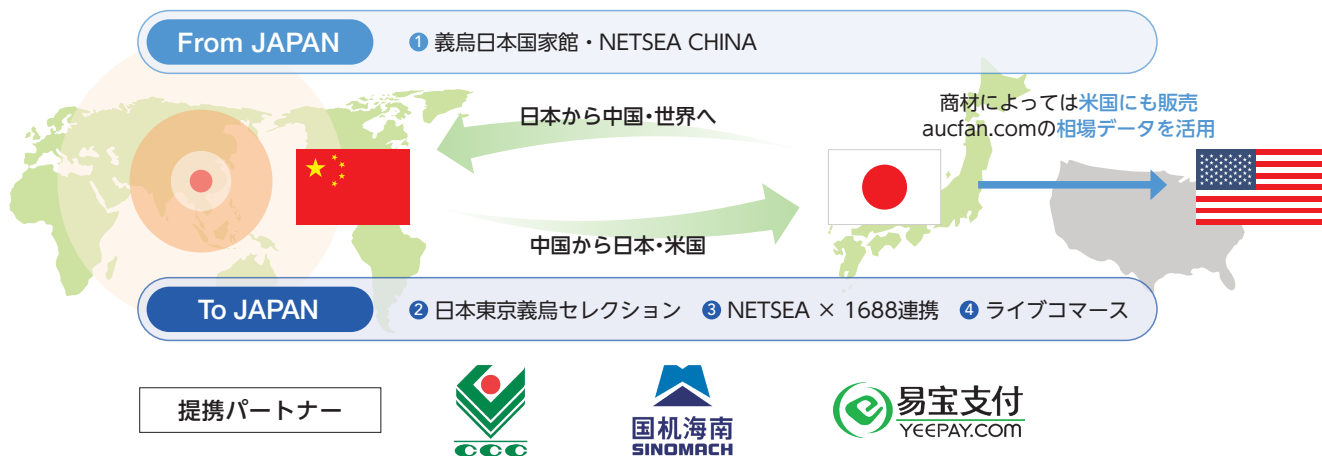 From JAPAN
❶ 義烏日本国家館・NETSEA CHINA
日本から中国・世界へ
商材によっては米国にも販売
aucfan.comの相場データを活用
中国から日本・米国
To JAPAN
❷ 日本東京義烏セレクション ❸ NETSEA × 1688連携 ❹ ライブコマース
提携パートナー
CCC
国机海南
SINOMACH
易宝支付
YEEPAY.COM